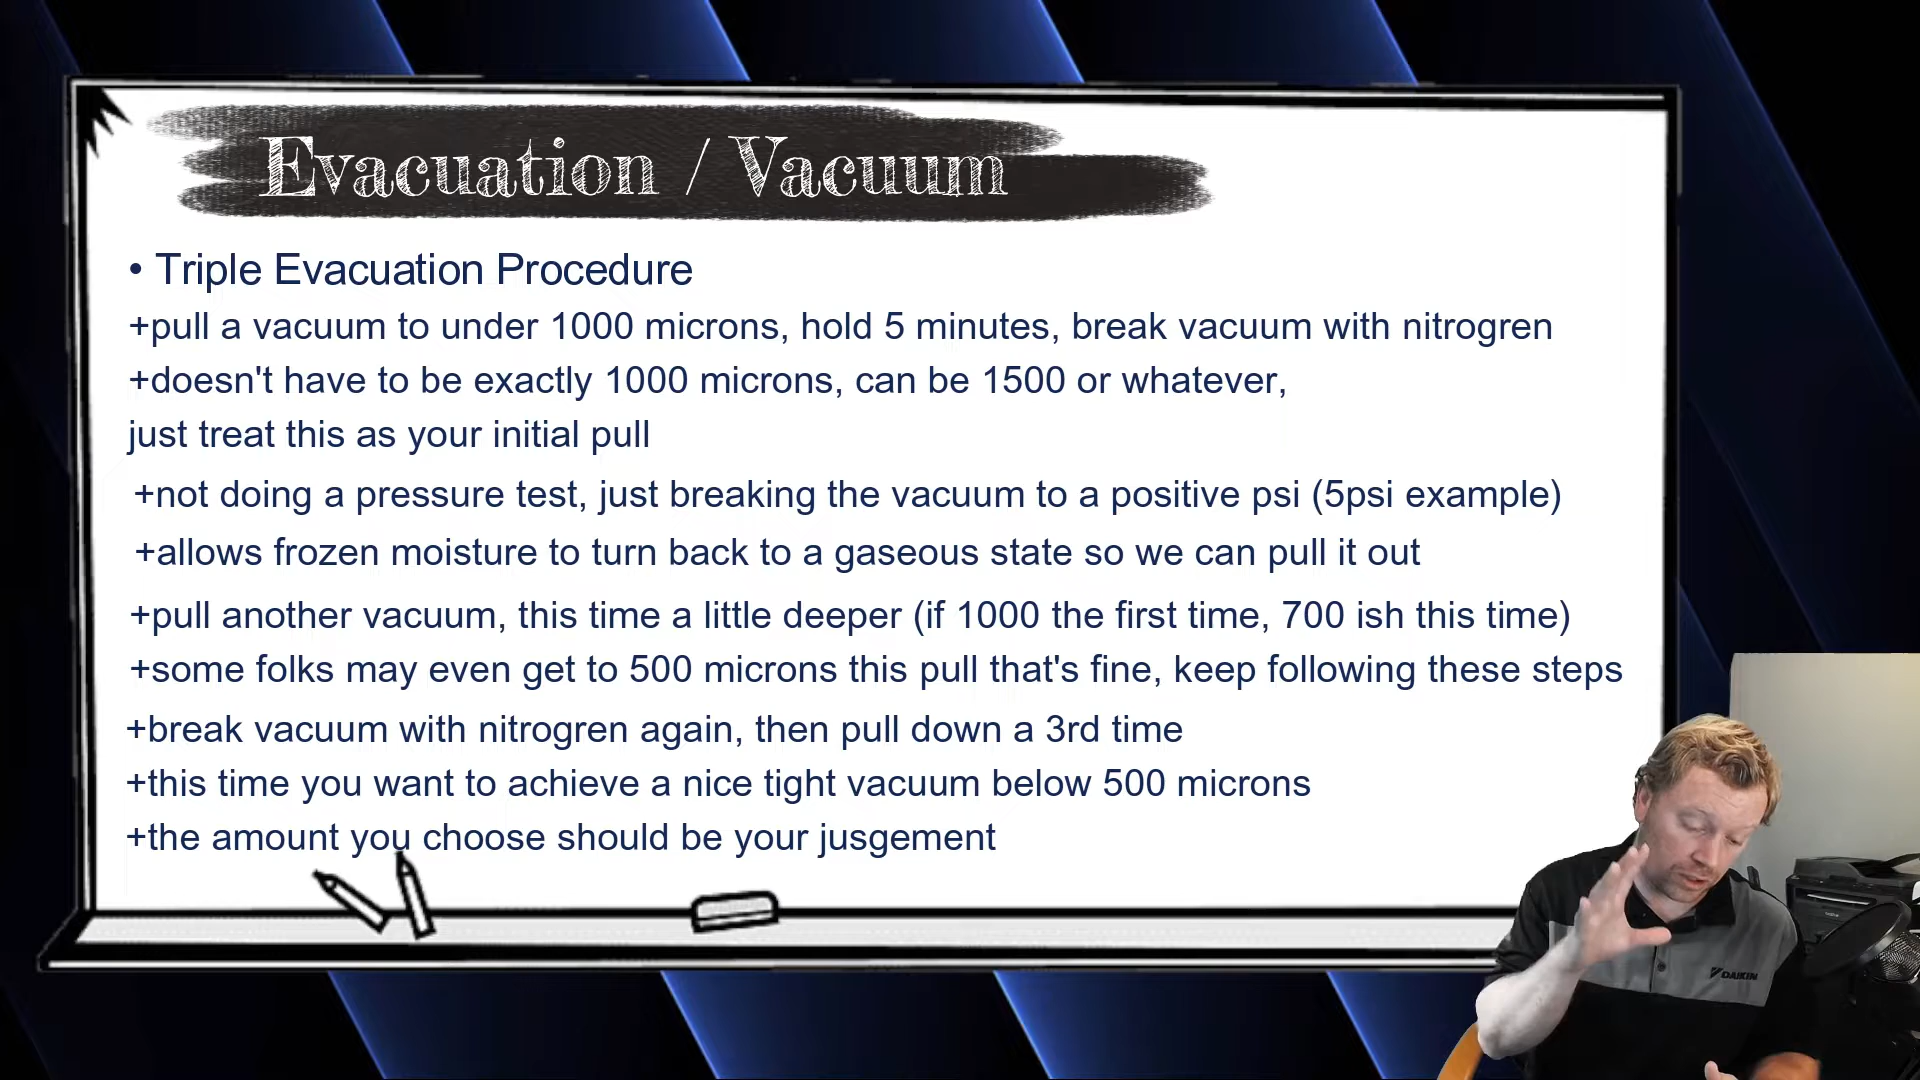 Evacuation / Vacuum
• Triple Evacuation Procedure
+pull a vacuum to under 1000 microns, hold 5 minutes, break vacuum with nitrogren
+doesn't have to be exactly 1000 microns, can be 1500 or whatever,
just treat this as your initial pull
+not doing a pressure test, just breaking the vacuum to a positive psi (5psi example)
+allows frozen moisture to turn back to a gaseous state so we can pull it out
+pull another vacuum, this time a little deeper (if 1000 the first time, 700 ish this time)
+some folks may even get to 500 microns this pull that's fine, keep following these steps
+break vacuum with nitrogren again, then pull down a 3rd time
+this time you want to achieve a nice tight vacuum below 500 microns
+the amount you choose should be your jusgement
DAIKIN